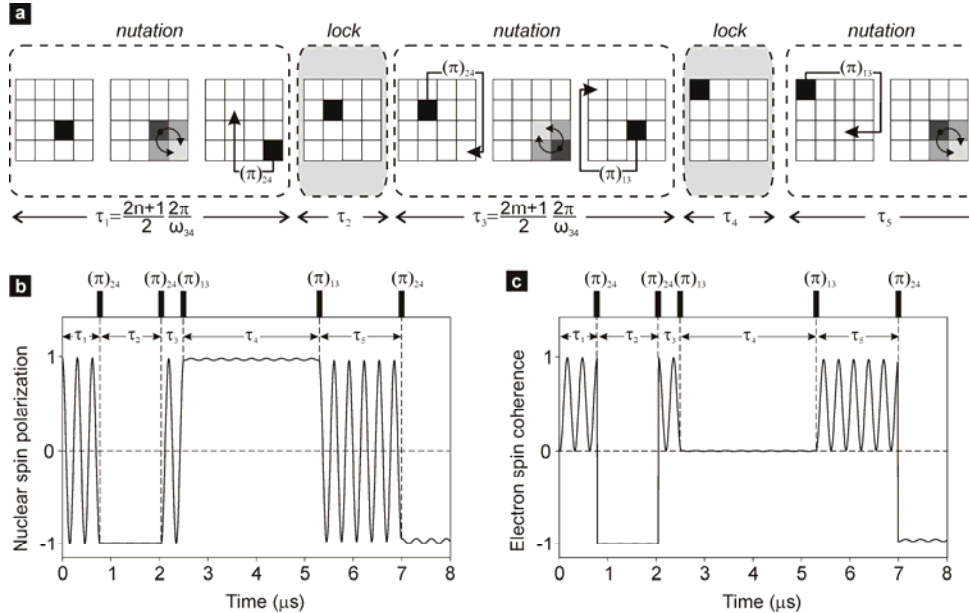 a
nutation lock nutation lock nutation
(π)₂₄ (π)₂₄ (π)₁₃ (π)₁₃
τ₁=(2n+1)/2 2π/ω₃₄ τ₂ τ₃=(2m+1)/2 2π/ω₃₄ τ₄ τ₅
b
(π)₂₄ (π)₂₄ (π)₁₃ (π)₁₃ (π)₂₄
τ₁ τ₂ τ₃ τ₄ τ₅
1
0
-1
Nuclear spin polarization
0 1 2 3 4 5 6 7 8
Time (μs)
c
(π)₂₄ (π)₂₄ (π)₁₃ (π)₁₃ (π)₂₄
τ₁ τ₂ τ₃ τ₄ τ₅
1
0
-1
Electron spin coherence
0 1 2 3 4 5 6 7 8
Time (μs)